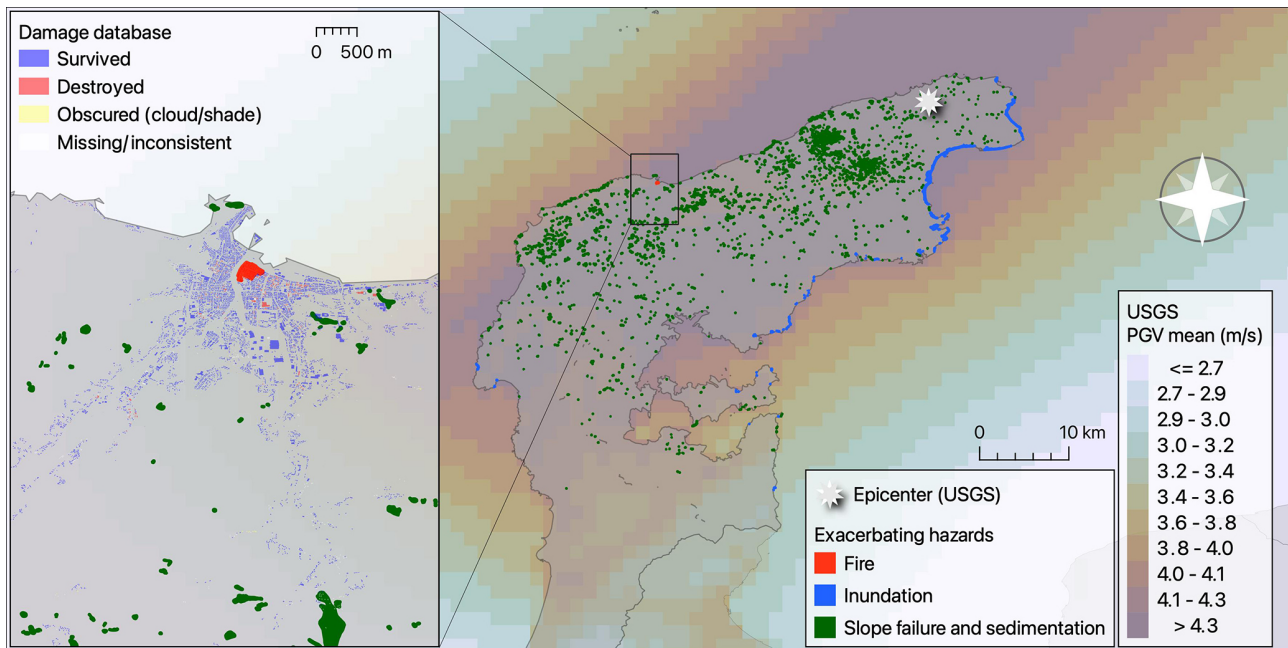 Damage database
Survived
Destroyed
Obscured (cloud/shade)
Missing/inconsistent
0 500 m
USGS
PGV mean (m/s)
<= 2.7
2.7 - 2.9
2.9 - 3.0
3.0 - 3.2
3.2 - 3.4
3.4 - 3.6
3.6 - 3.8
3.8 - 4.0
4.0 - 4.1
4.1 - 4.3
> 4.3
0 10 km
Epicenter (USGS)
Exacerbating hazards
Fire
Inundation
Slope failure and sedimentation